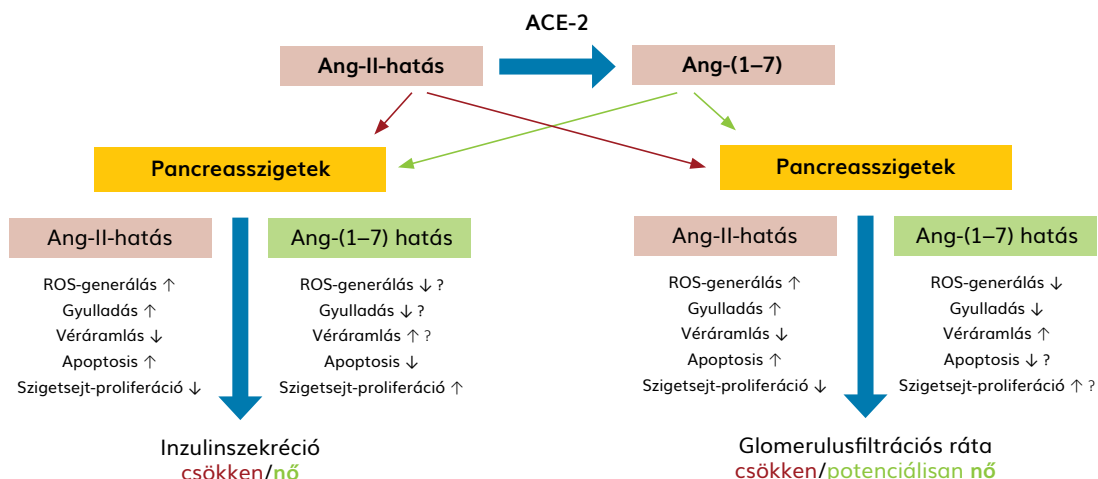 ACE-2
Ang-II-hatás
Ang-(1–7)
Pancreasszigetek
Pancreasszigetek
Ang-II-hatás
Ang-(1–7) hatás
ROS-generálás ↑
Gyulladás ↑
Véráramlás ↓
Apoptosis ↑
Szigetsejt-proliferáció ↓
ROS-generálás ↓ ?
Gyulladás ↓ ?
Véráramlás ↑ ?
Apoptosis ↓
Szigetsejt-proliferáció ↑
Inzulinszekréció
csökken/nő
Ang-II-hatás
Ang-(1–7) hatás
ROS-generálás ↑
Gyulladás ↑
Véráramlás ↓
Apoptosis ↑
Szigetsejt-proliferáció ↓
ROS-generálás ↓
Gyulladás ↓
Véráramlás ↑
Apoptosis ↓ ?
Szigetsejt-proliferáció ↑ ?
Glomerulusfiltrációs ráta
csökken/potenciálisan nő